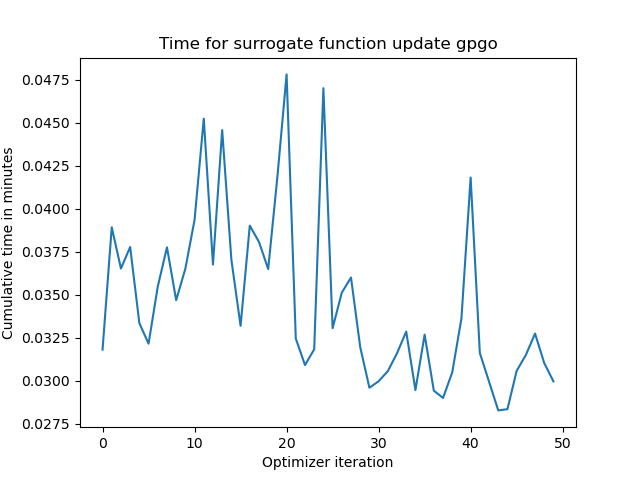 Time for surrogate function update gpgo
0.0475
0.0450
0.0425
0.0400
0.0375
0.0350
0.0325
0.0300
0.0275
Cumulative time in minutes
0 10 20 30 40 50
Optimizer iteration